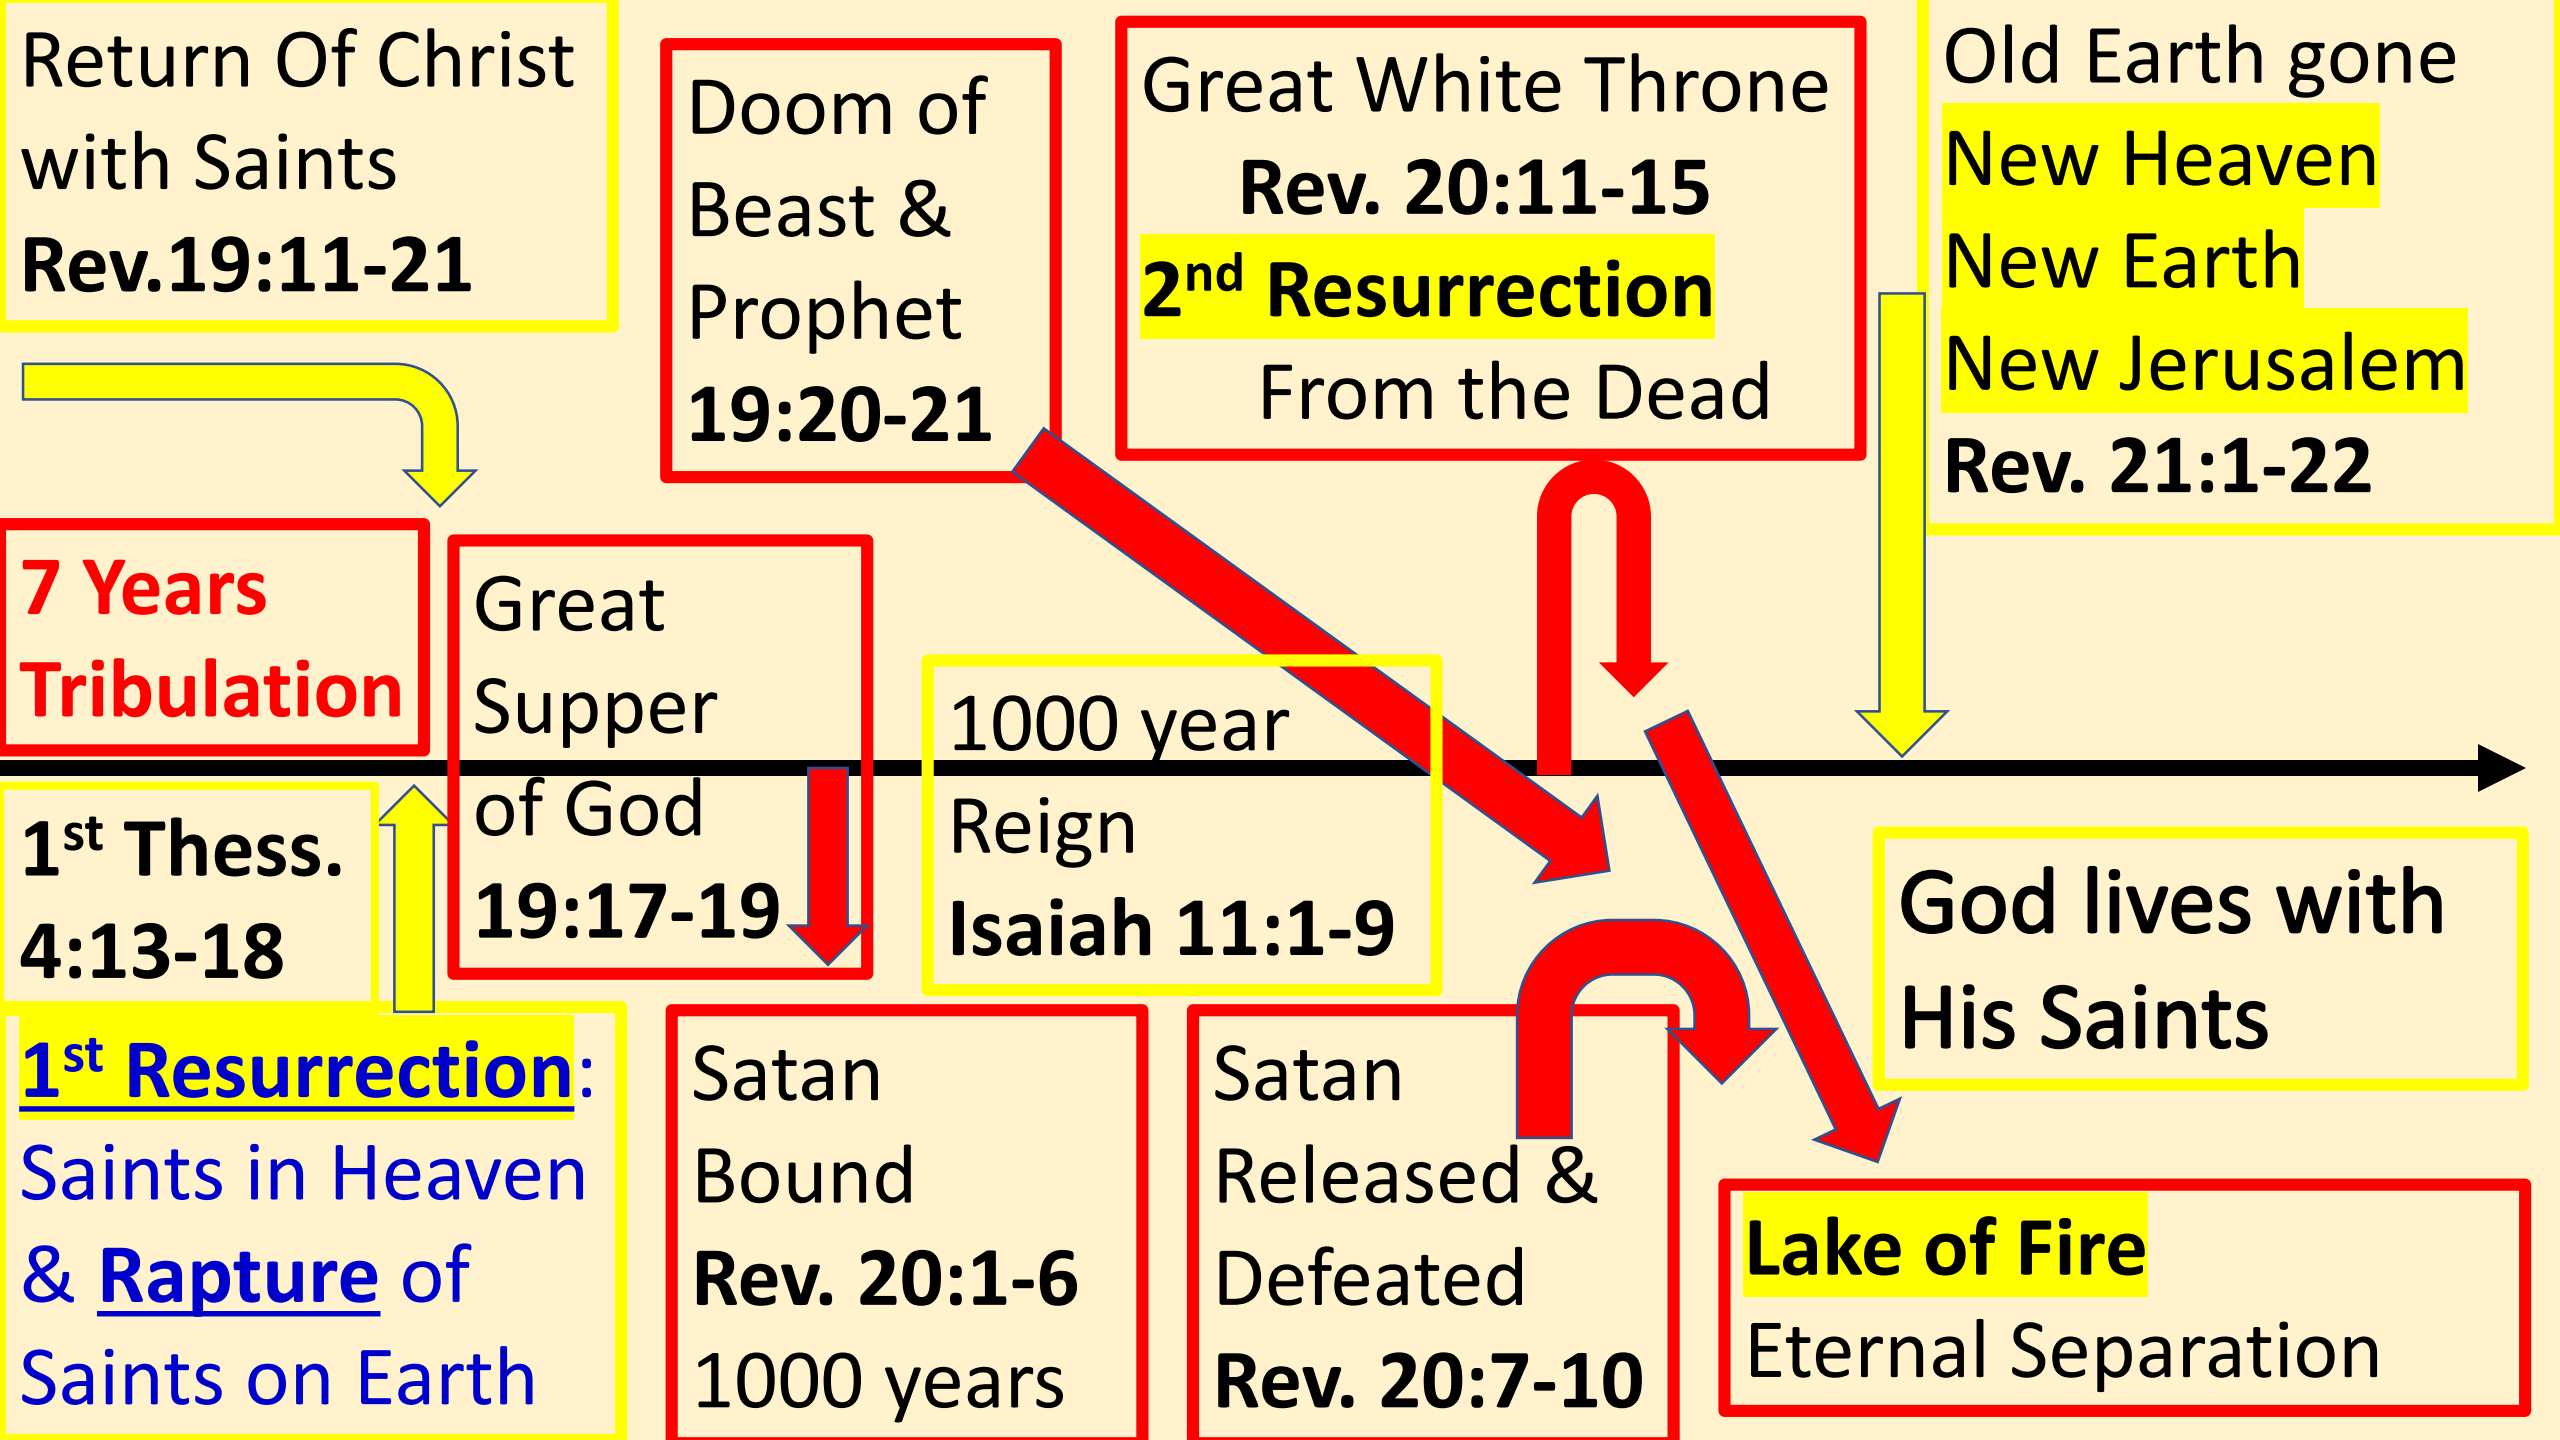 Return Of Christ
with Saints
Rev.19:11-21
Doom of
Beast &
Prophet
19:20-21
Great White Throne
Rev. 20:11-15
2nd Resurrection
From the Dead
Old Earth gone
New Heaven
New Earth
New Jerusalem
Rev. 21:1-22
7 Years
Tribulation
Great
Supper
of God
19:17-19
1000 year
Reign
Isaiah 11:1-9
1st Thess.
4:13-18
God lives with
His Saints
1st Resurrection:
Saints in Heaven
& Rapture of
Saints on Earth
Satan
Bound
Rev. 20:1-6
1000 years
Satan
Released &
Defeated
Rev. 20:7-10
Lake of Fire
Eternal Separation